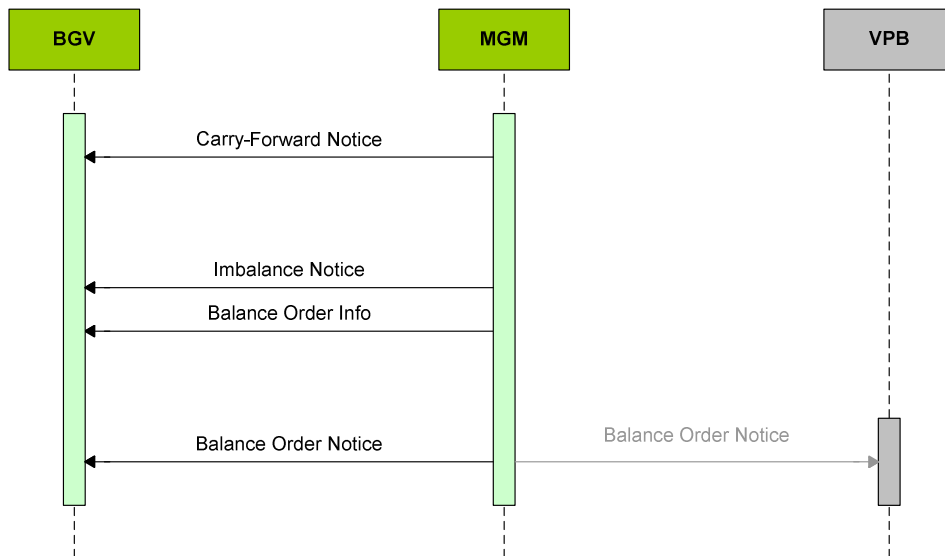 BGV
MGM
VPB
Carry-Forward Notice
Imbalance Notice
Balance Order Info
Balance Order Notice
Balance Order Notice